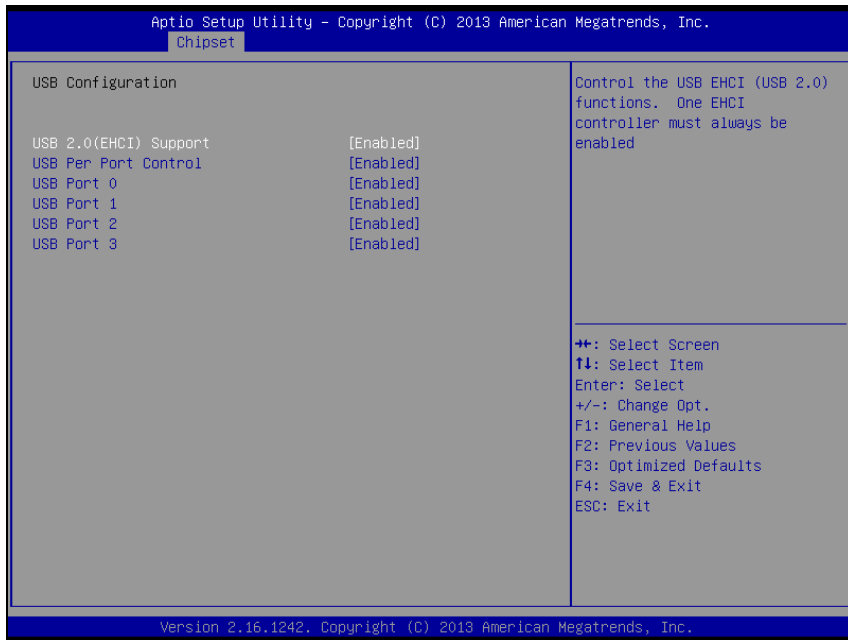 Aptio Setup Utility – Copyright (C) 2013 American Megatrends, Inc.
Chipset
USB Configuration
USB 2.0(EHCI) Support [Enabled]
USB Per Port Control [Enabled]
USB Port 0 [Enabled]
USB Port 1 [Enabled]
USB Port 2 [Enabled]
USB Port 3 [Enabled]
Control the USB EHCI (USB 2.0)
functions. One EHCI
controller must always be
enabled
→←: Select Screen
↑↓: Select Item
Enter: Select
+/-: Change Opt.
F1: General Help
F2: Previous Values
F3: Optimized Defaults
F4: Save & Exit
ESC: Exit
Version 2.16.1242. Copyright (C) 2013 American Megatrends, Inc.